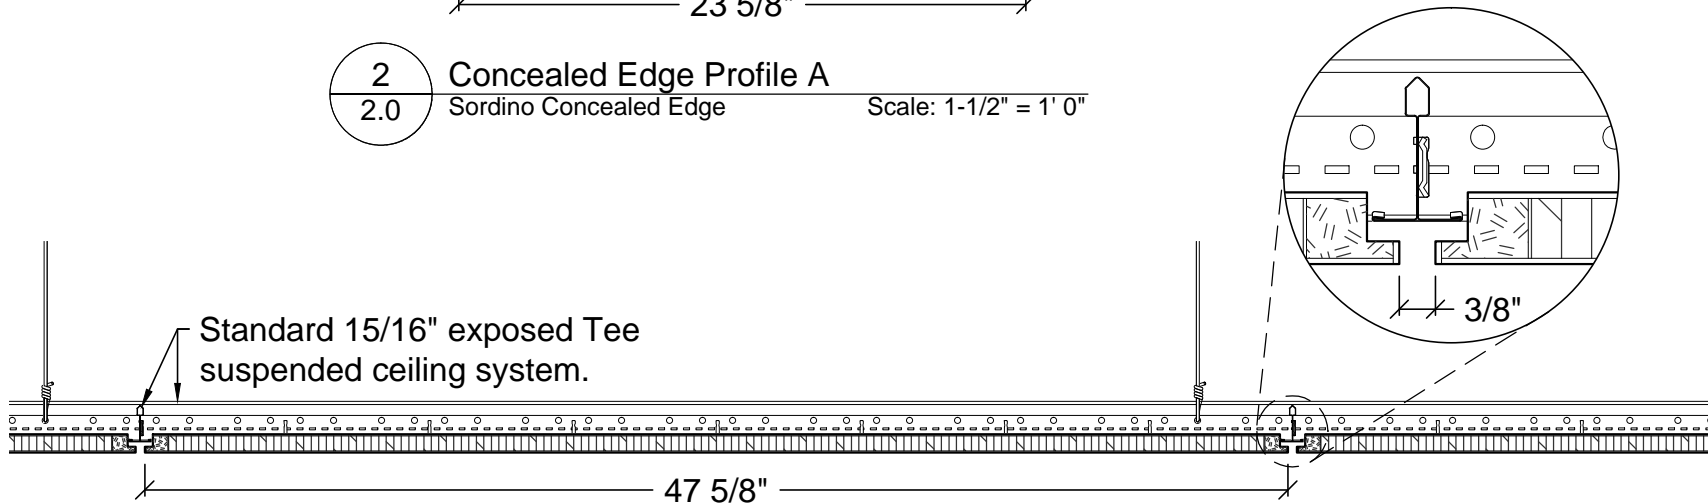 23 5/8"
2
Concealed Edge Profile A
2.0
Sordino Concealed Edge
Scale: 1-1/2" = 1' 0"
3/8"
Standard 15/16" exposed Tee
suspended ceiling system.
47 5/8"